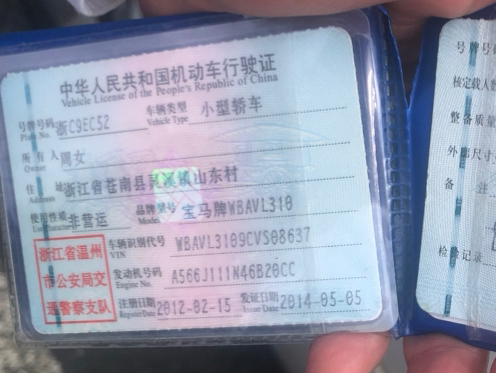 中华人民共和国机动车行驶证
Vehicle License of the People's Republic of China
号牌号码 浙C9EC52 车辆类型 小型轿车
Plate No. Vehicle Type
所有人 周女
Owner
住址 浙江省苍南县灵溪镇山东村
Address
使用性质 非营运 品牌型号 宝马牌WBAVL310
Use Character Model
浙江省温州
市公安局交
通警察支队
车辆识别代号 WBAVL3109CVS08637
VIN
发动机号码 A566J111N46B20CC
Engine No.
注册日期 2012-02-15 发证日期 2014-05-05
Register Date Issue Date
号牌号码
核定载人数
整备质量
外廓尺寸
备 注
检验记录